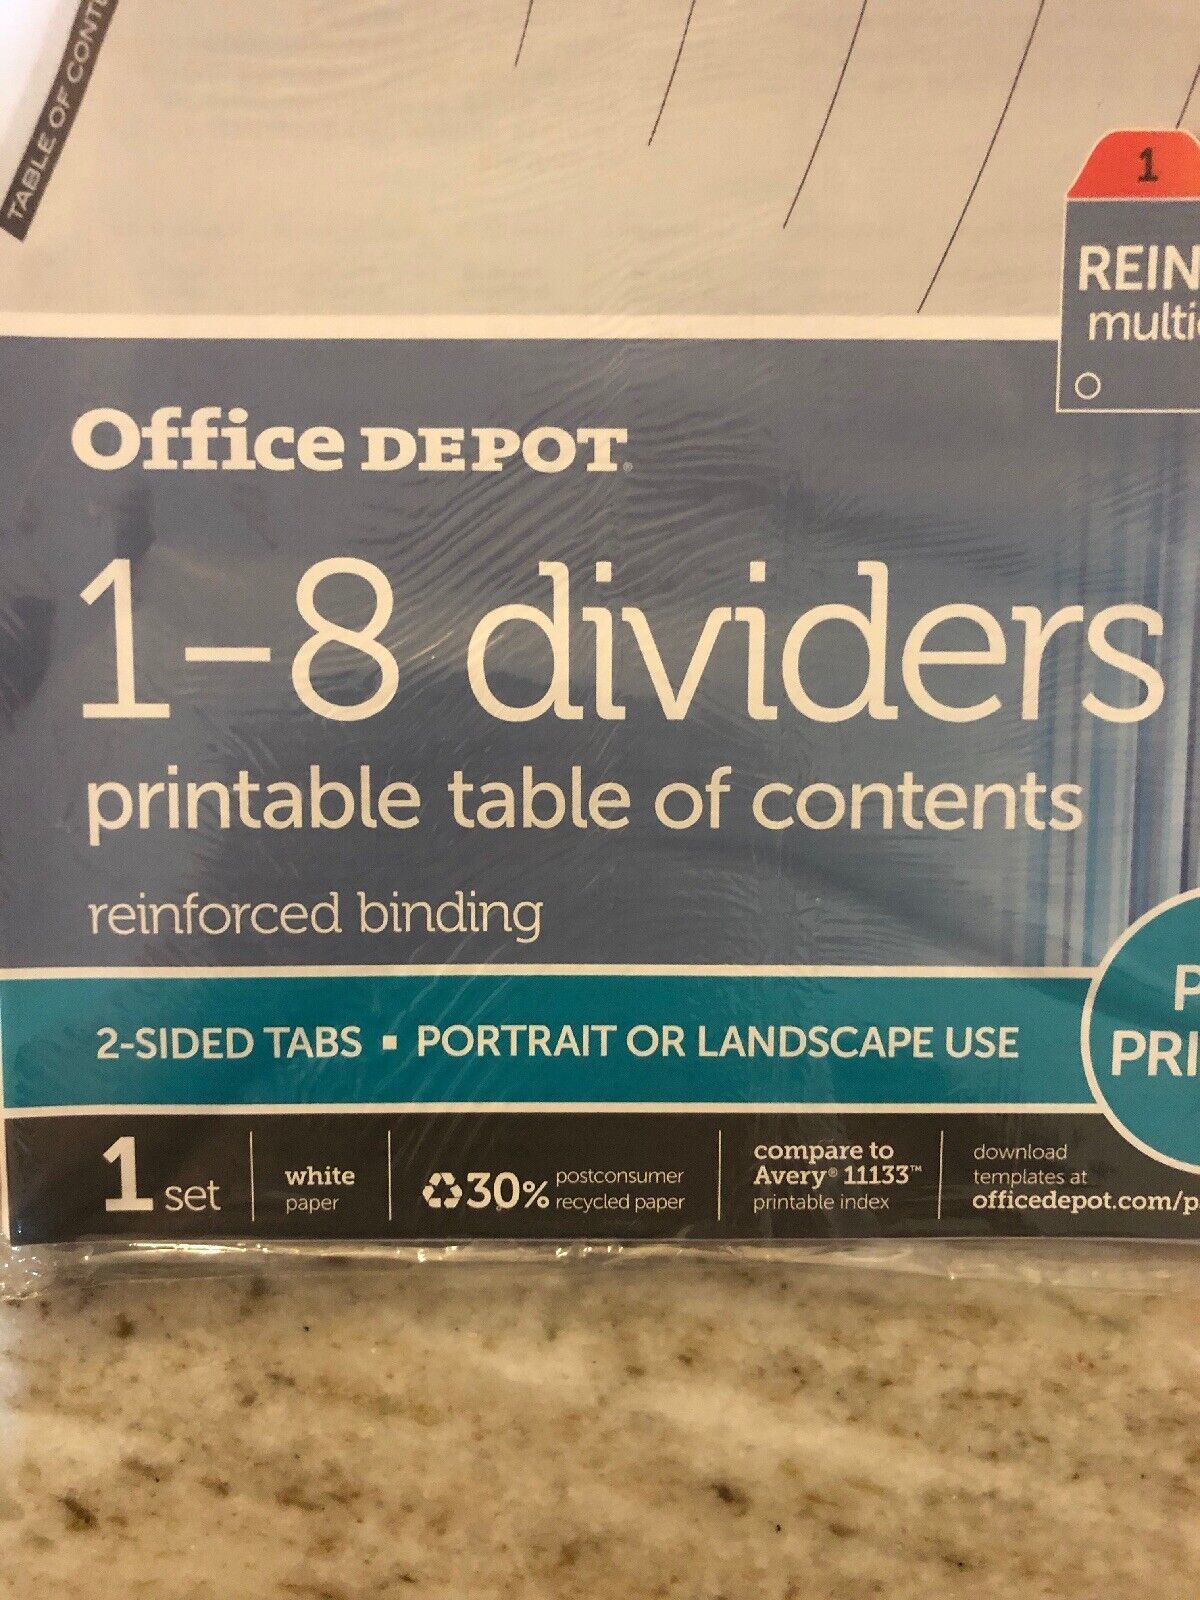 TABLE OF
1
REIN
multi
Office DEPOT®
1–8 dividers
printable table of contents
reinforced binding
2-SIDED TABS ▪ PORTRAIT OR LANDSCAPE USE
P
PRI
1 set
white
paper
30% postconsumer
recycled paper
compare to
Avery® 11133™
printable index
download
templates at
officedepot.com/p